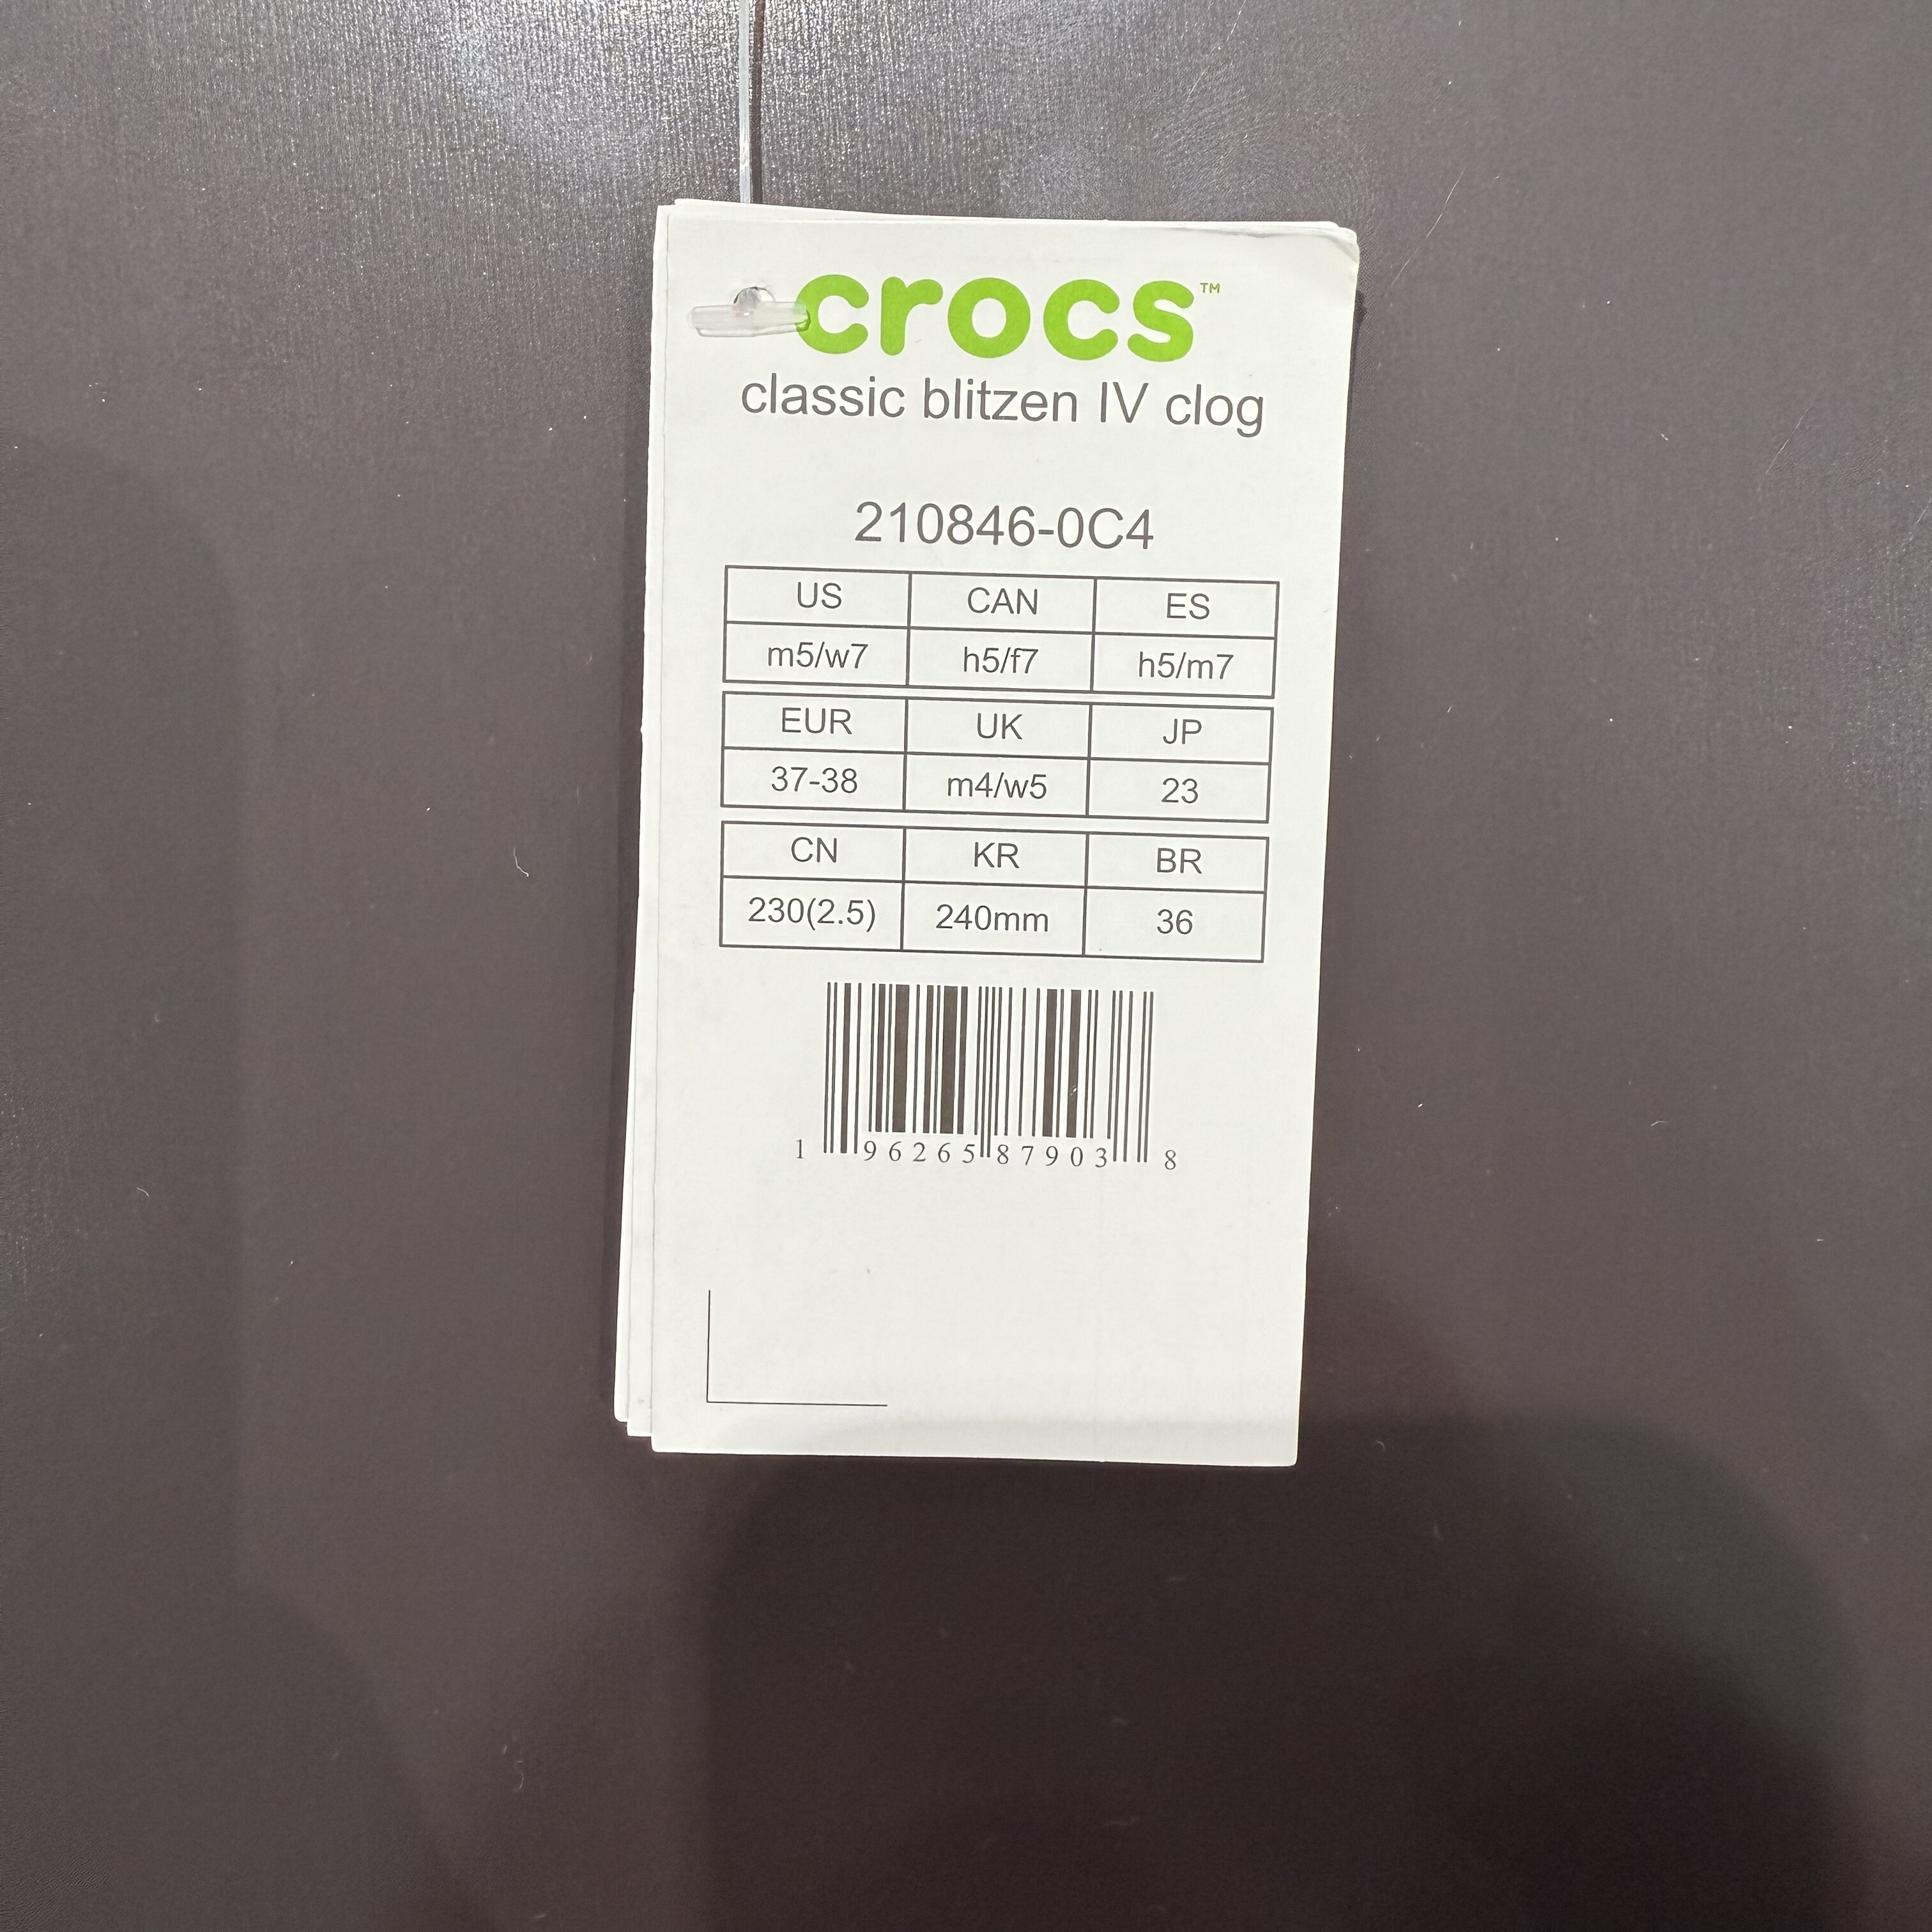 crocs™
classic blitzen IV clog
210846-0C4
US CAN ES
m5/w7 h5/f7 h5/m7
EUR UK JP
37-38 m4/w5 23
CN KR BR
230(2.5) 240mm 36
1 96265 87903 8